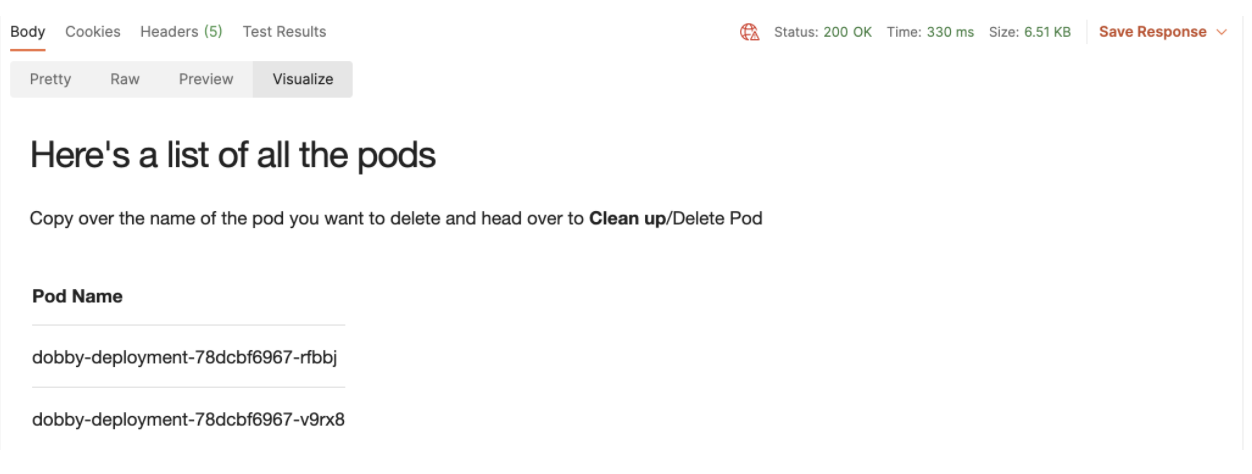 Body Cookies Headers (5) Test Results Status: 200 OK Time: 330 ms Size: 6.51 KB Save Response
Pretty Raw Preview Visualize
Here's a list of all the pods
Copy over the name of the pod you want to delete and head over to Clean up/Delete Pod
Pod Name
dobby-deployment-78dcbf6967-rfbbj
dobby-deployment-78dcbf6967-v9rx8